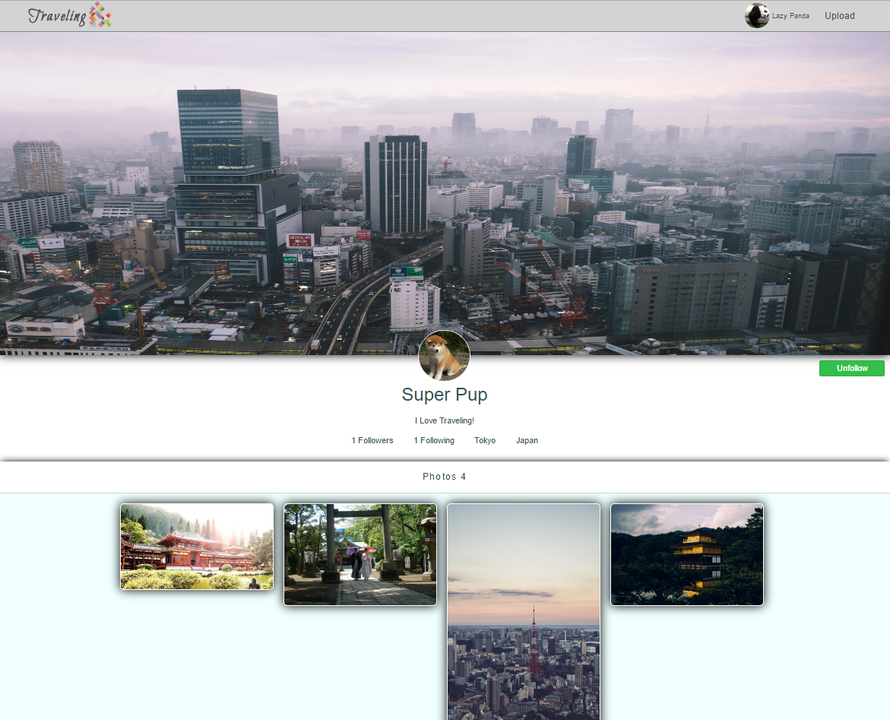 Traveling
Lazy Panda
Upload
Super Pup
Unfollow
I Love Traveling!
1 Followers 1 Following Tokyo Japan
Photos 4